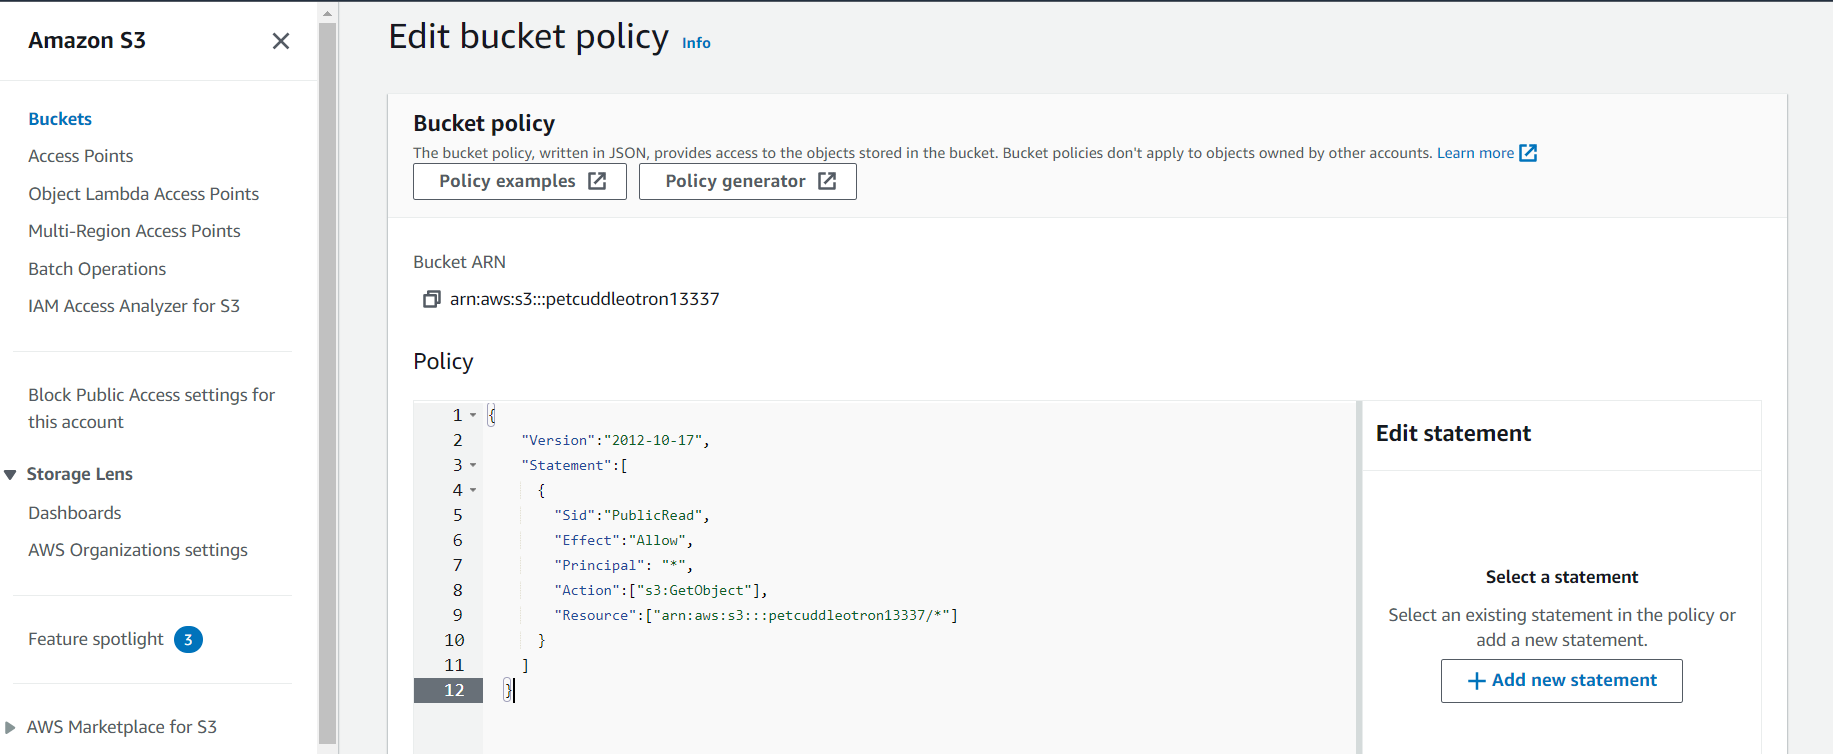 Amazon S3
Buckets
Access Points
Object Lambda Access Points
Multi-Region Access Points
Batch Operations
IAM Access Analyzer for S3
Block Public Access settings for
this account
Storage Lens
Dashboards
AWS Organizations settings
Feature spotlight 3
AWS Marketplace for S3
Edit bucket policy Info
Bucket policy
The bucket policy, written in JSON, provides access to the objects stored in the bucket. Bucket policies don't apply to objects owned by other accounts. Learn more
Policy examples Policy generator
Bucket ARN
arn:aws:s3:::petcuddleotron13337
Policy
1 {
2 "Version":"2012-10-17",
3 "Statement":[
4 {
5 "Sid":"PublicRead",
6 "Effect":"Allow",
7 "Principal": "*",
8 "Action":["s3:GetObject"],
9 "Resource":["arn:aws:s3:::petcuddleotron13337/*"]
10 }
11 ]
12 }
Edit statement
Select a statement
Select an existing statement in the policy or
add a new statement.
+ Add new statement